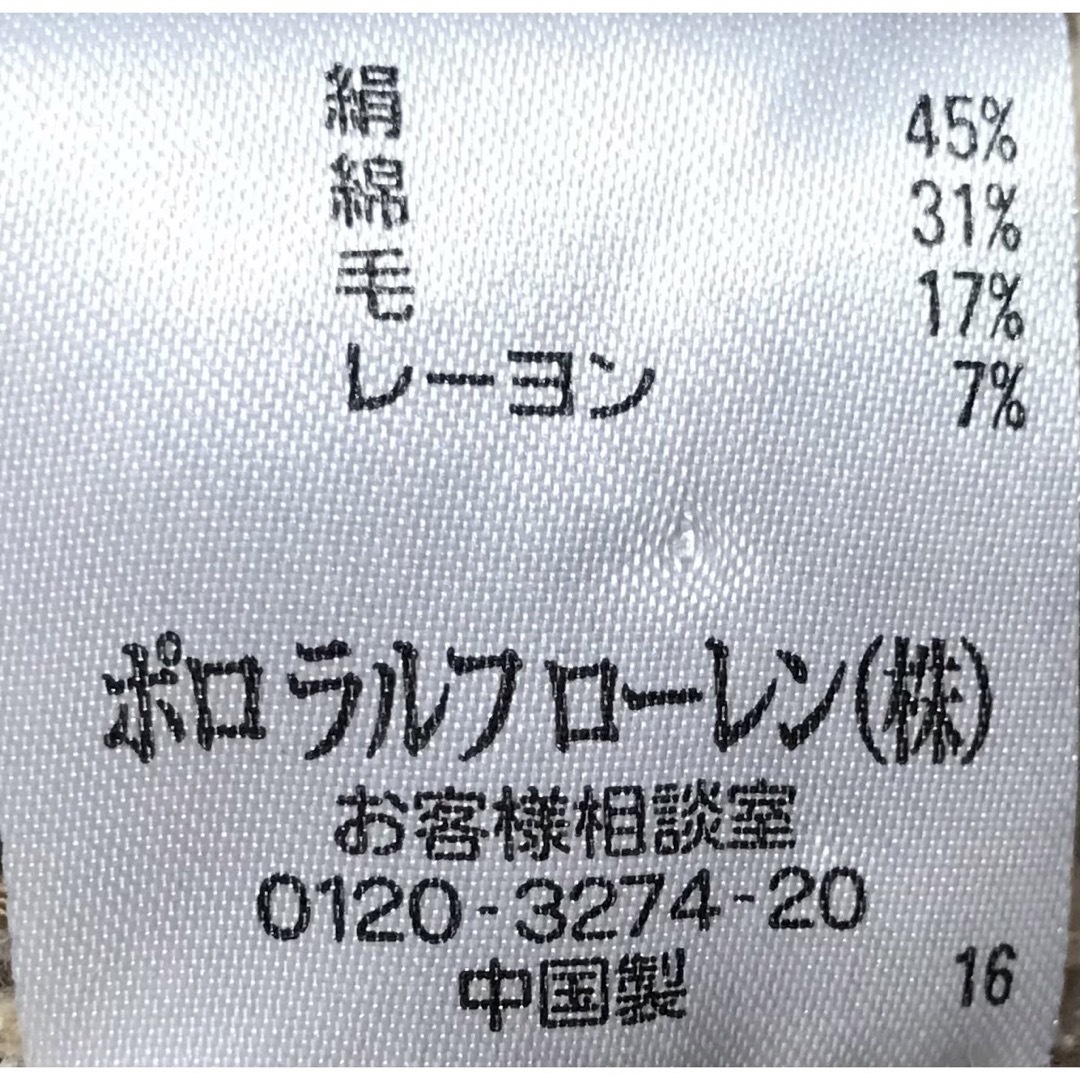 絹 45%
綿 31%
毛 17%
レーヨン 7%
ポロ ラルフ ローレン(株)
お客様相談室
0120-3274-20
中国製 16